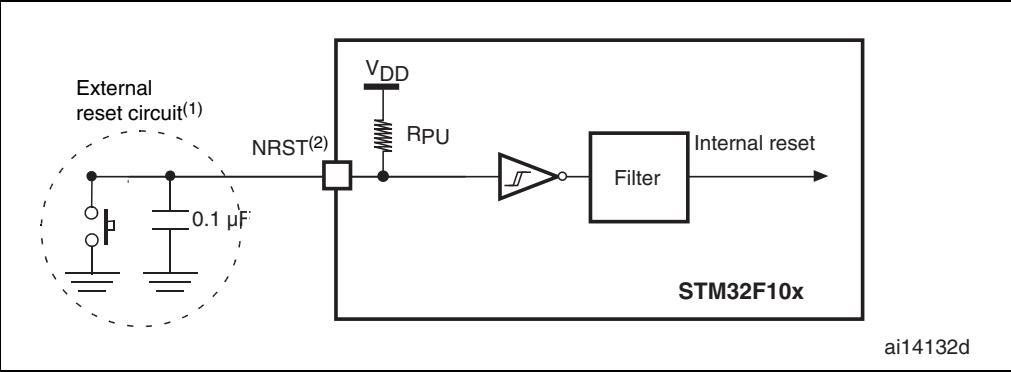 External
reset circuit(1)
VDD
RPU
NRST(2)
Internal reset
Filter
0.1 µF
STM32F10x
ai14132d